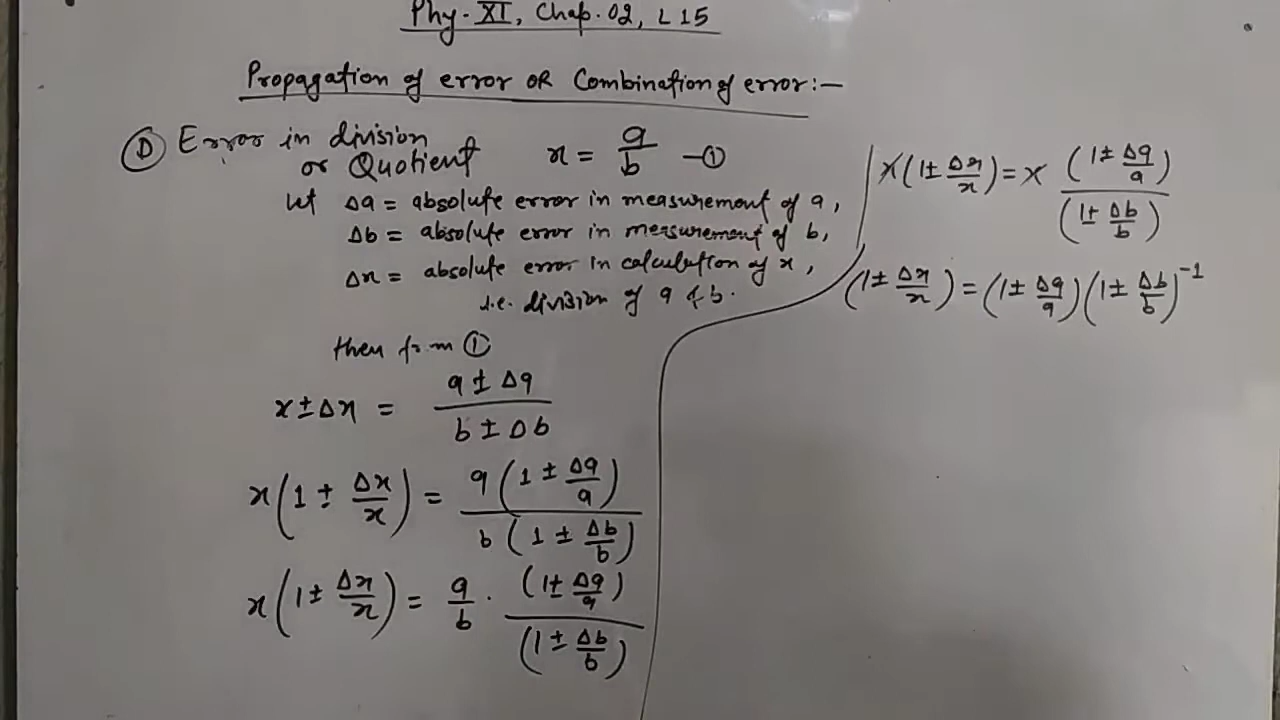 Phy-XI, Chap.02, L 15
Propagation of error OR Combination of error:—
Ⓓ Error in division
or Quotient x = a/b —①
Let Δa = absolute error in measurement of a,
Δb = absolute error in measurement of b,
Δx = absolute error in calculation of x,
i.e. division of a & b.
then from ①
x ± Δx = (a ± Δa)/(b ± Δb)
x(1 ± Δx/x) = a(1 ± Δa/a)/b(1 ± Δb/b)
x(1 ± Δx/x) = a/b · (1 ± Δa/a)/(1 ± Δb/b)
x(1 ± Δx/x) = x (1 ± Δa/a)/(1 ± Δb/b)
(1 ± Δx/x) = (1 ± Δa/a)(1 ± Δb/b)⁻¹